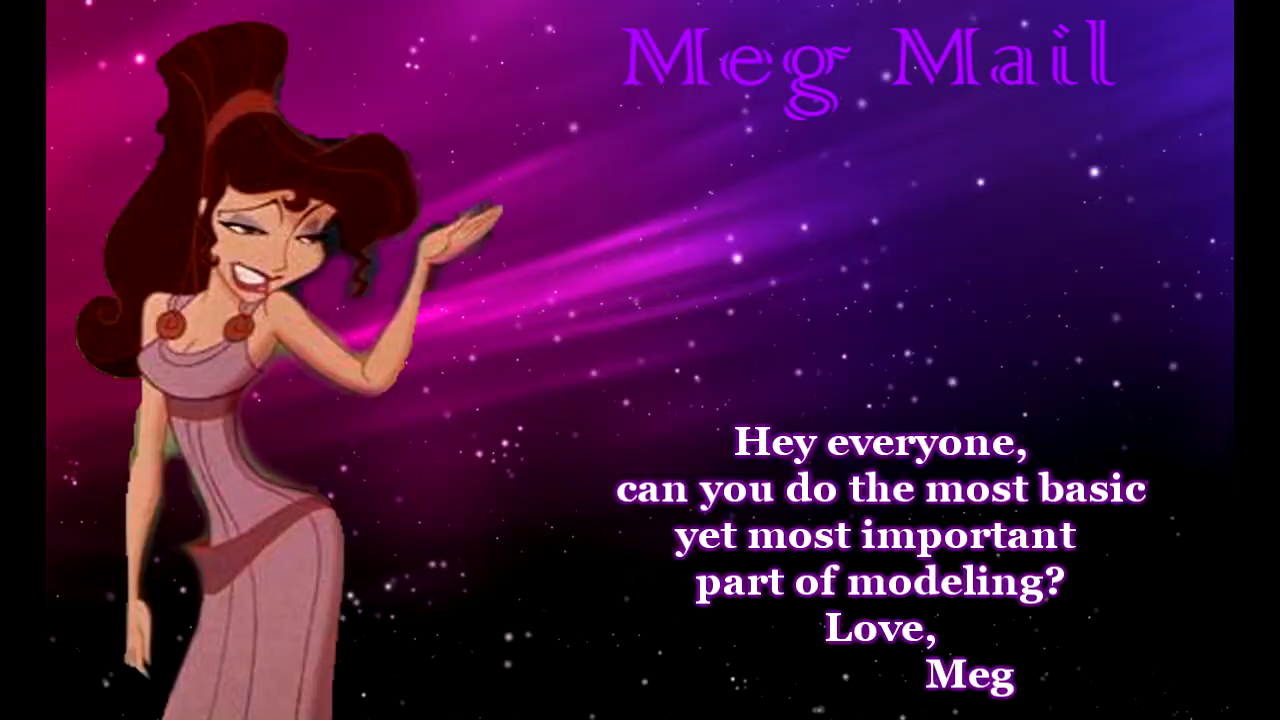 Meg Mail
Hey everyone,
can you do the most basic
yet most important
part of modeling?
Love,
Meg